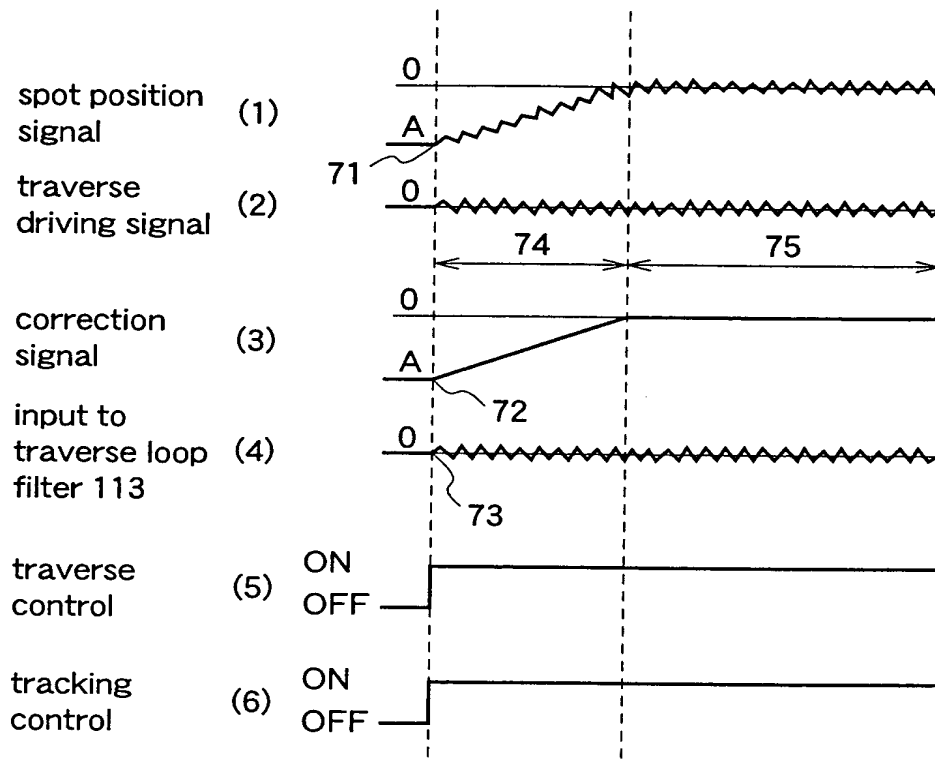 spot position
signal
(1)
0
A
71
traverse
driving signal
(2)
0
74
75
correction
signal
(3)
0
A
72
input to
traverse loop
filter 113
(4)
0
73
traverse
control
(5)
ON
OFF
tracking
control
(6)
ON
OFF